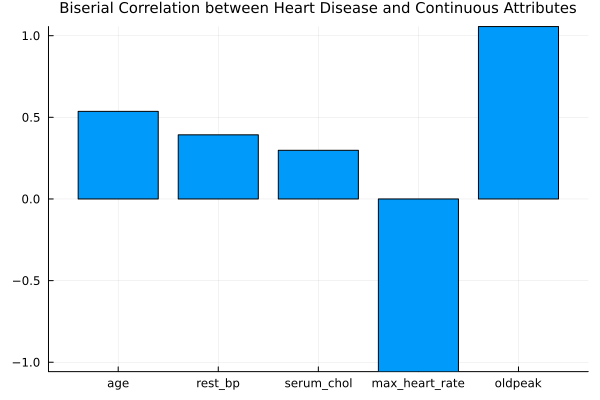 Biserial Correlation between Heart Disease and Continuous Attributes
1.0
0.5
0.0
−0.5
−1.0
age rest_bp serum_chol max_heart_rate oldpeak